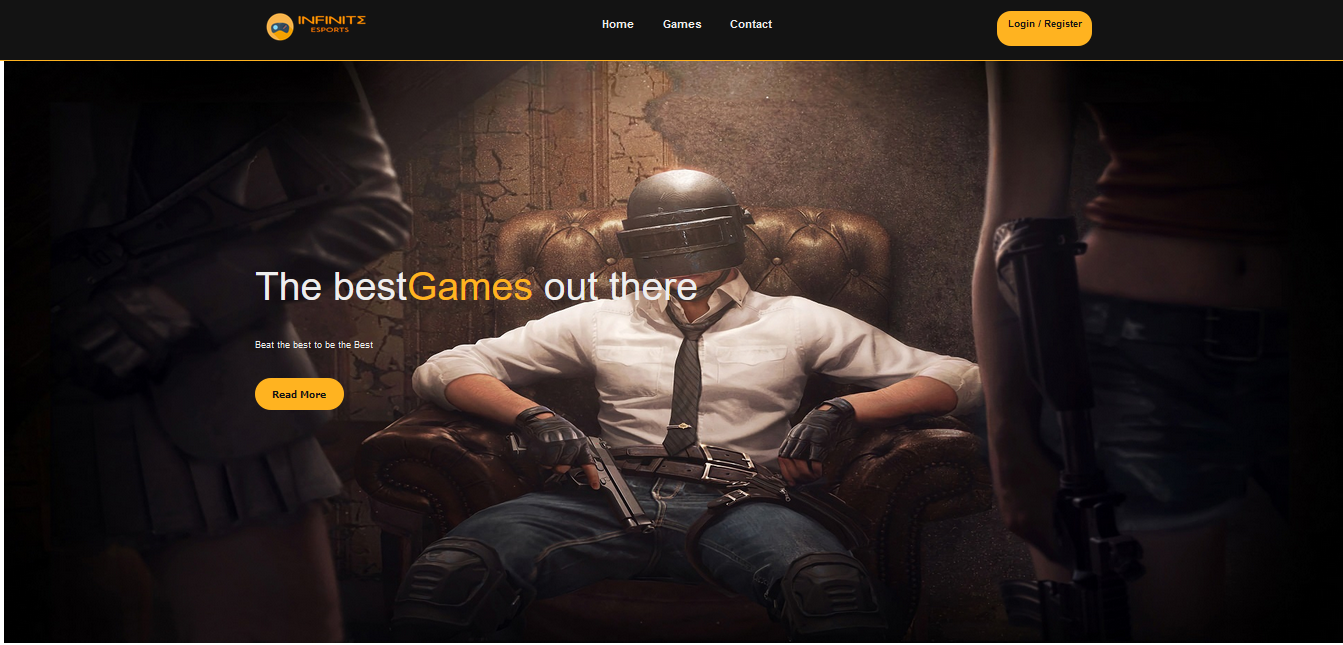 INFINITΣ
ESPORTS
Home
Games
Contact
Login / Register
The bestGames out there
Beat the best to be the Best
Read More